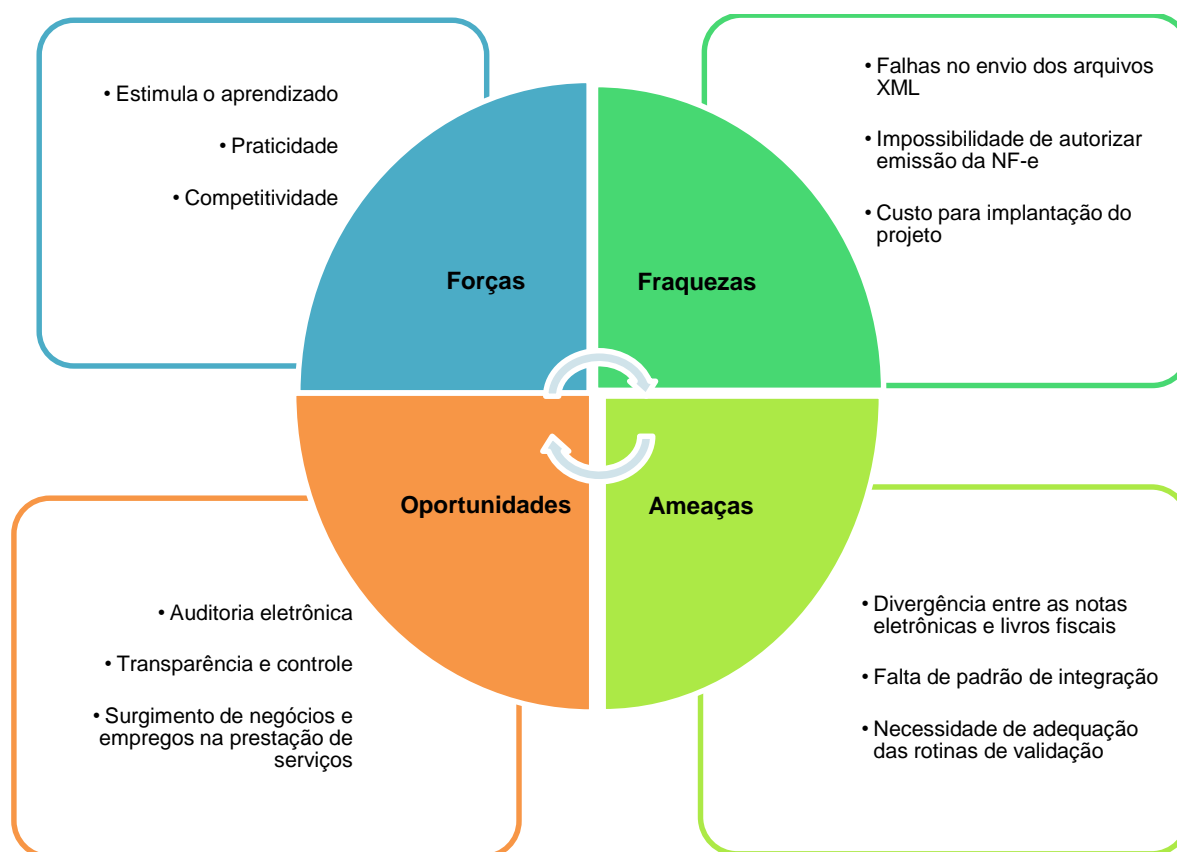 • Estimula o aprendizado
• Praticidade
• Competitividade
• Falhas no envio dos arquivos
XML
• Impossibilidade de autorizar
emissão da NF-e
• Custo para implantação do
projeto
Forças
Fraquezas
Oportunidades
Ameaças
• Auditoria eletrônica
• Transparência e controle
• Surgimento de negócios e
empregos na prestação de
serviços
• Divergência entre as notas
eletrônicas e livros fiscais
• Falta de padrão de integração
• Necessidade de adequação
das rotinas de validação